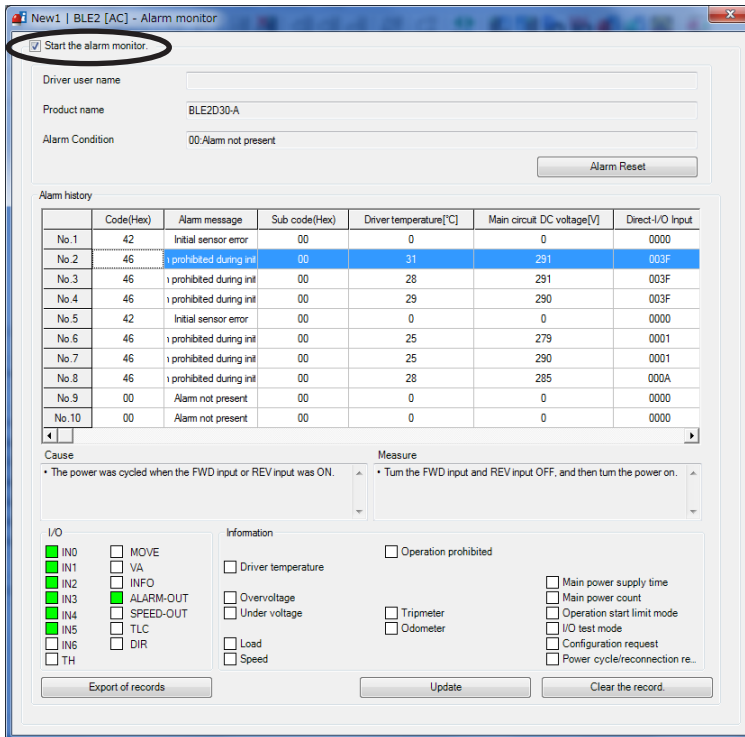 New1 | BLE2 [AC] - Alarm monitor
Start the alarm monitor.
Driver user name
Product name BLE2D30-A
Alarm Condition 00:Alarm not present
Alarm Reset
Alarm history
Code(Hex) Alarm message Sub code(Hex) Driver temperature[°C] Main circuit DC voltage[V] Direct-I/O Input
No.1 42 Initial sensor error 00 0 0 0000
No.2 46 prohibited during init 00 31 291 003F
No.3 46 prohibited during init 00 28 291 003F
No.4 46 prohibited during init 00 29 290 003F
No.5 42 Initial sensor error 00 0 0 0000
No.6 46 prohibited during init 00 25 279 0001
No.7 46 prohibited during init 00 25 290 0001
No.8 46 prohibited during init 00 28 285 000A
No.9 00 Alarm not present 00 0 0 0000
No.10 00 Alarm not present 00 0 0 0000
Cause Measure
• The power was cycled when the FWD input or REV input was ON. • Turn the FWD input and REV input OFF, and then turn the power on.
I/O Information
IN0 MOVE Operation prohibited
IN1 VA Driver temperature
IN2 INFO Main power supply time
IN3 ALARM-OUT Overvoltage Main power count
IN4 SPEED-OUT Under voltage Tripmeter Operation start limit mode
IN5 TLC Odometer I/O test mode
IN6 DIR Load Configuration request
TH Speed Power cycle/reconnection re...
Export of records Update Clear the record.